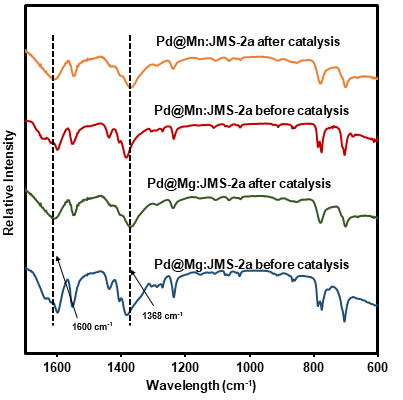 Pd@Mn:JMS-2a after catalysis
Pd@Mn:JMS-2a before catalysis
Pd@Mg:JMS-2a after catalysis
Pd@Mg:JMS-2a before catalysis
Relative Intensity
1600 cm⁻¹
1368 cm⁻¹
1600 1400 1200 1000 800 600
Wavelength (cm⁻¹)